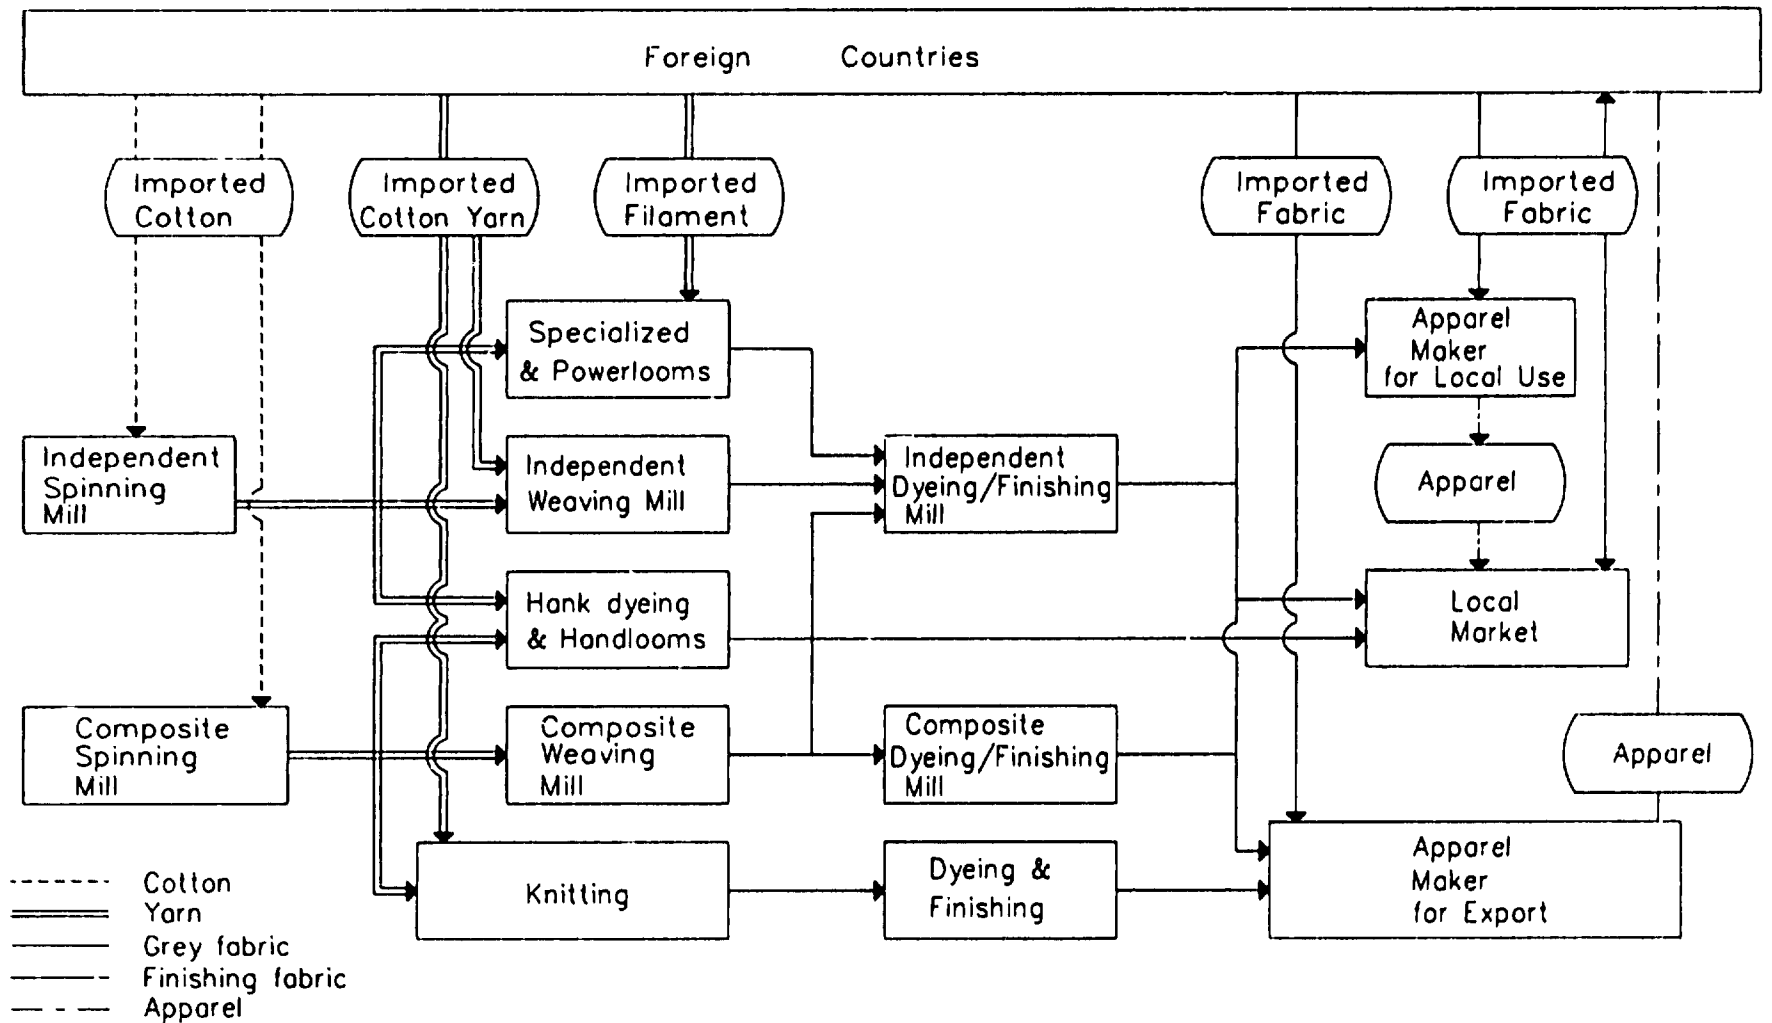 Foreign Countries
Imported
Cotton
Imported
Cotton Yarn
Imported
Filament
Imported
Fabric
Imported
Fabric
Specialized
& Powerlooms
Apparel
Maker
for Local Use
Independent
Spinning
Mill
Independent
Weaving Mill
Independent
Dyeing/Finishing
Mill
Apparel
Hank dyeing
& Handlooms
Local
Market
Composite
Spinning
Mill
Composite
Weaving
Mill
Composite
Dyeing/Finishing
Mill
Apparel
Knitting
Dyeing &
Finishing
Apparel
Maker
for Export
Cotton
Yarn
Grey fabric
Finishing fabric
Apparel